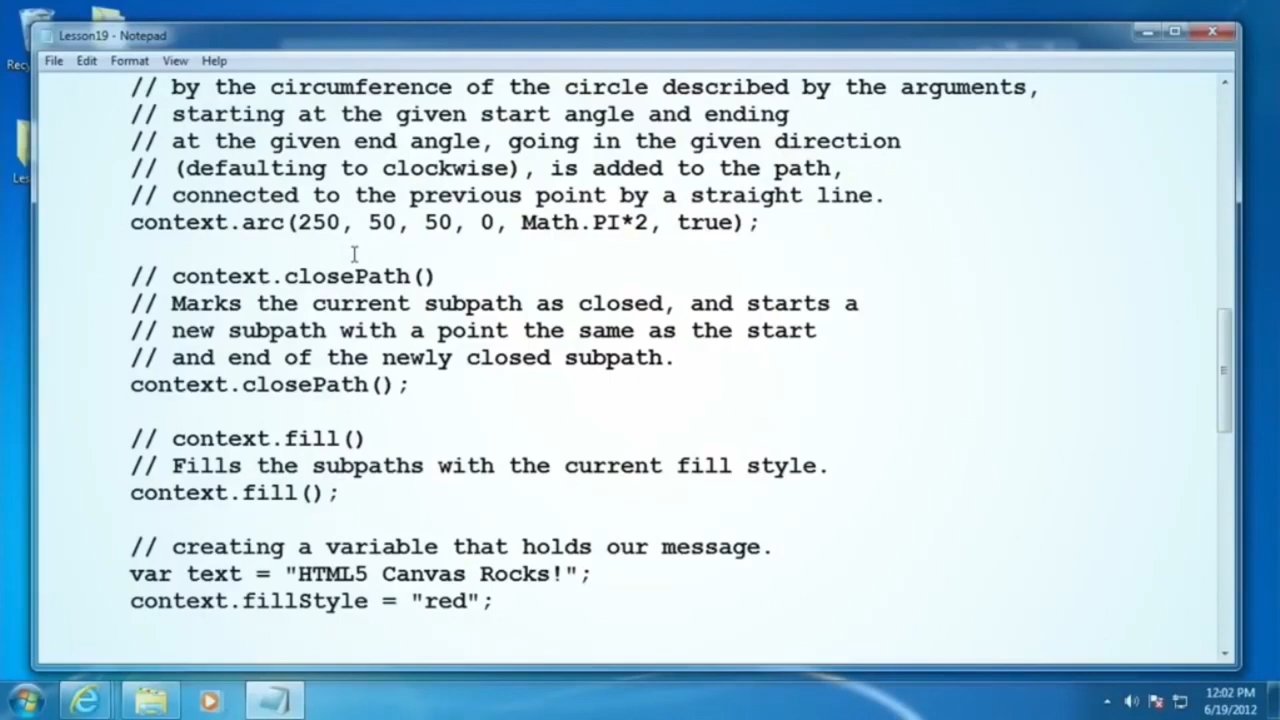 Lesson19 - Notepad
File Edit Format View Help
// by the circumference of the circle described by the arguments,
// starting at the given start angle and ending
// at the given end angle, going in the given direction
// (defaulting to clockwise), is added to the path,
// connected to the previous point by a straight line.
context.arc(250, 50, 50, 0, Math.PI*2, true);
// context.closePath()
// Marks the current subpath as closed, and starts a
// new subpath with a point the same as the start
// and end of the newly closed subpath.
context.closePath();
// context.fill()
// Fills the subpaths with the current fill style.
context.fill();
// creating a variable that holds our message.
var text = "HTML5 Canvas Rocks!";
context.fillStyle = "red";
12:02 PM
6/19/2012